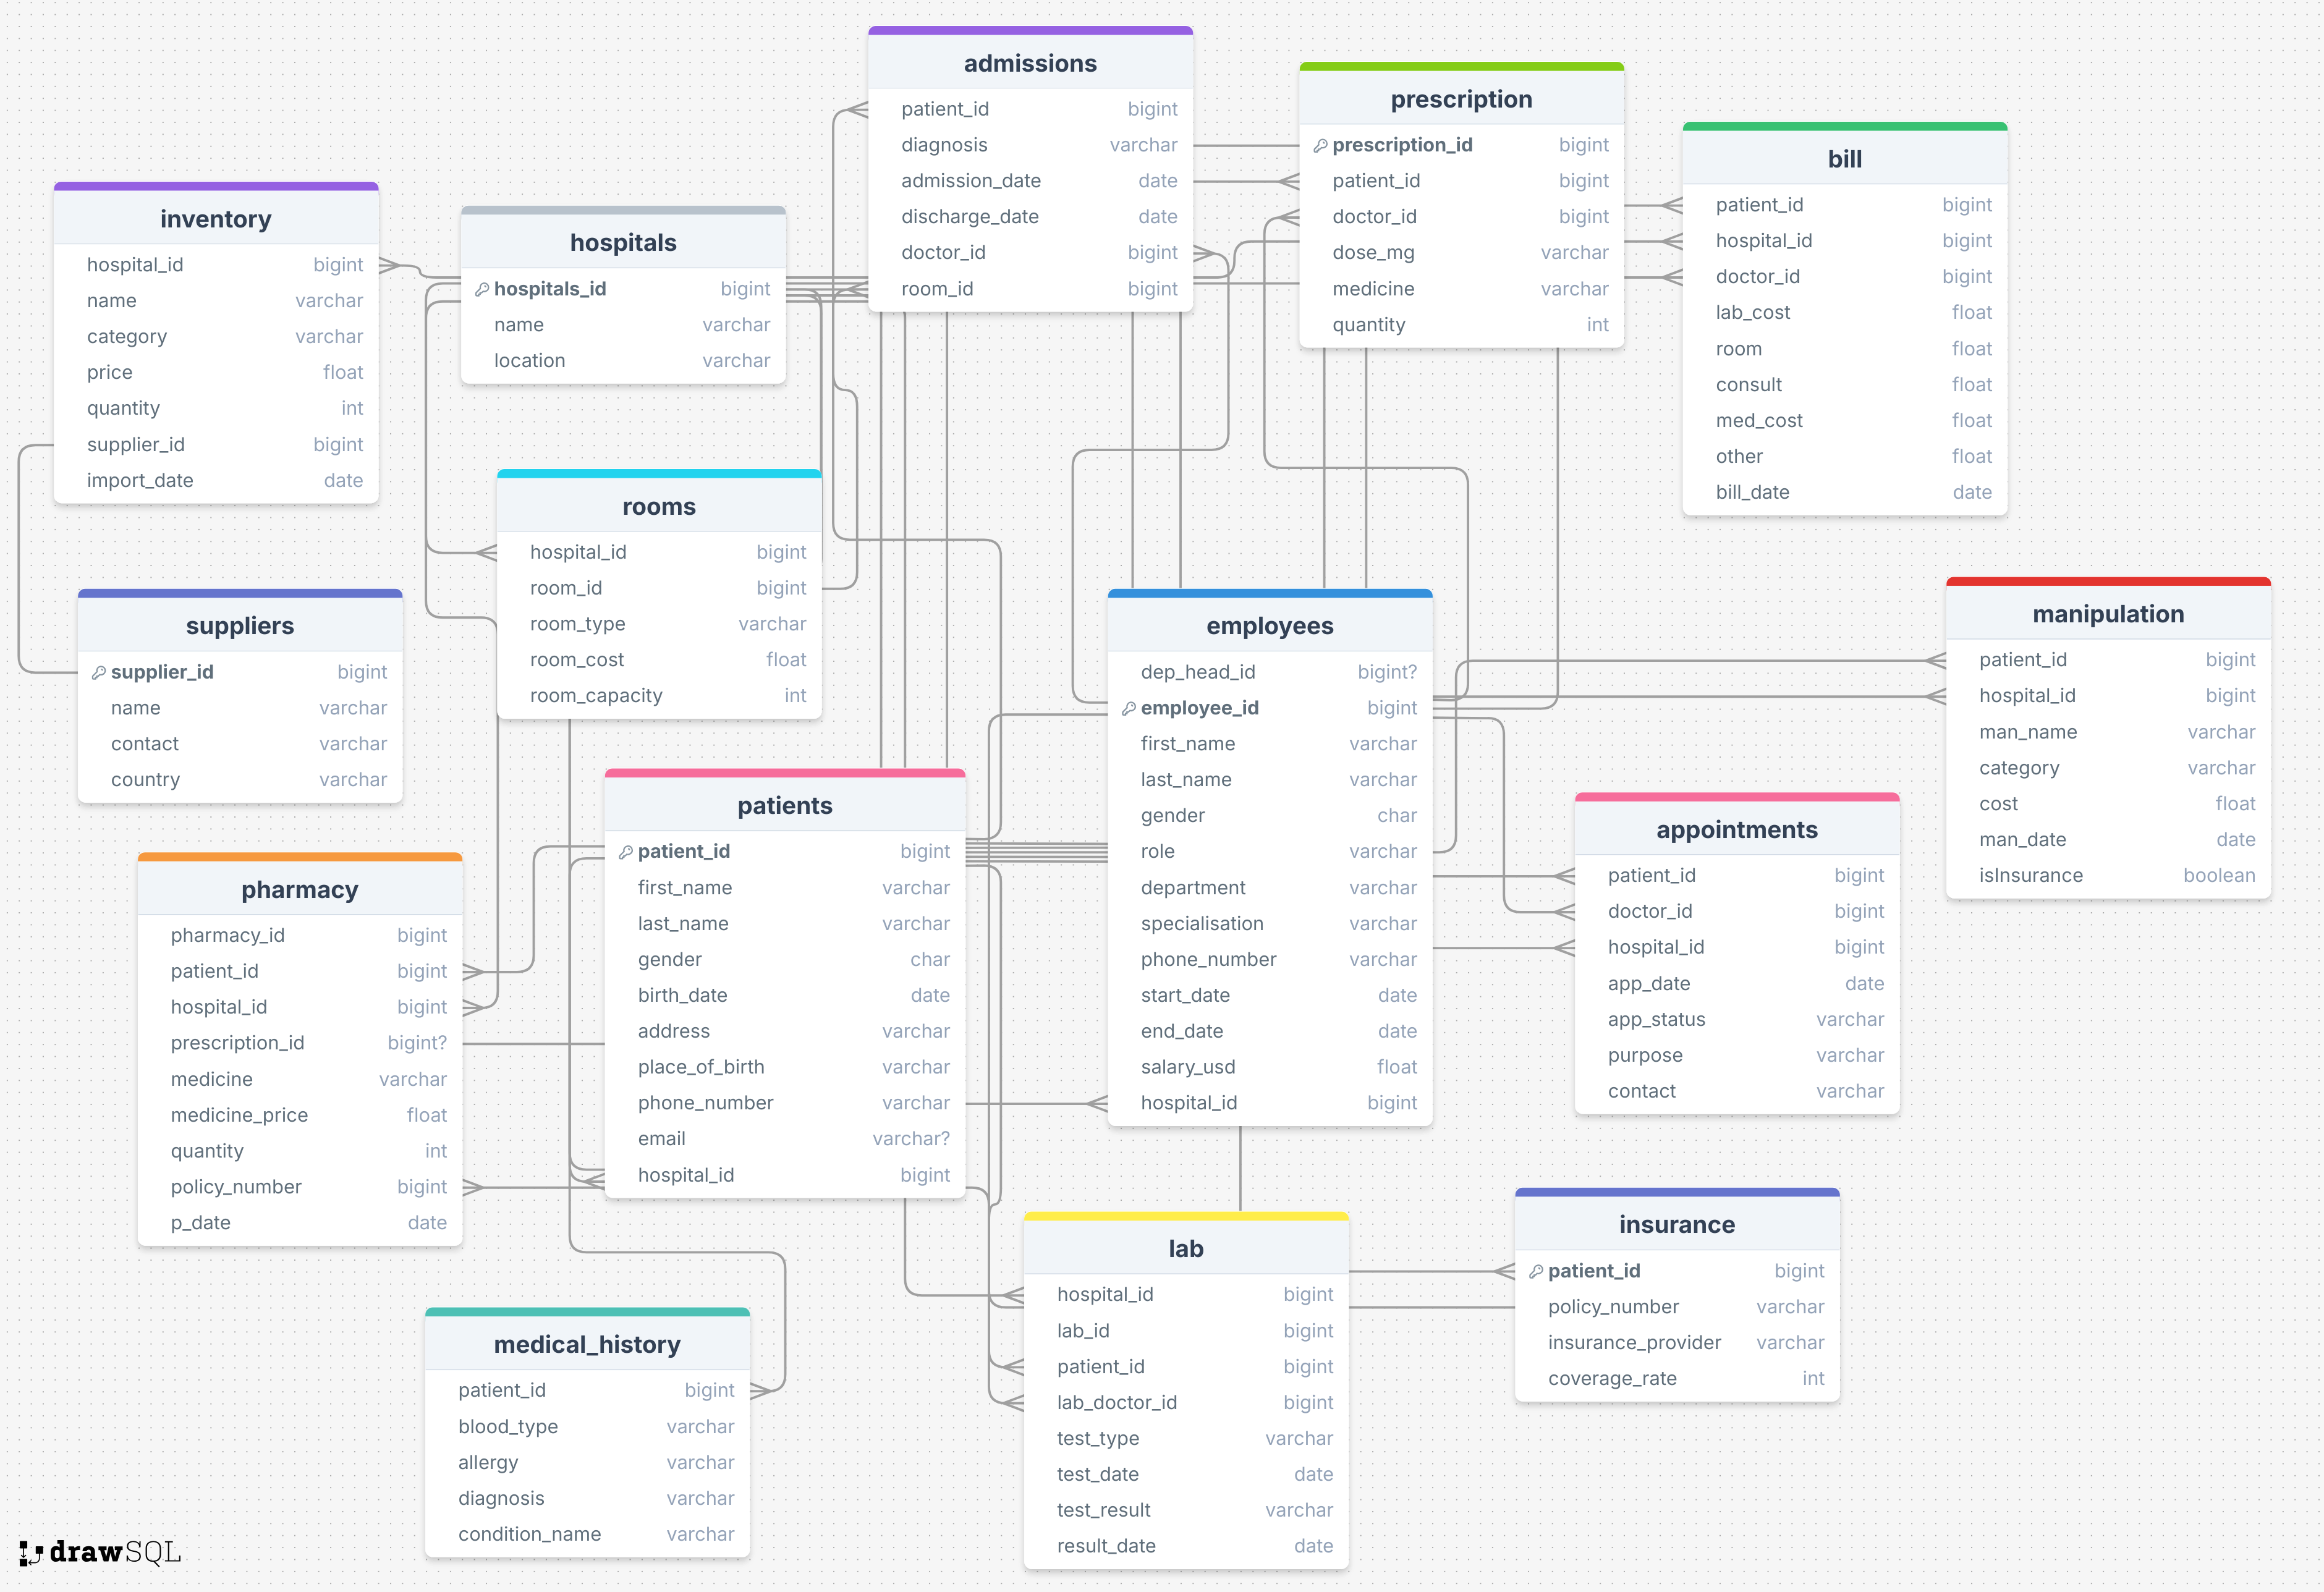 admissions
patient_id bigint
diagnosis varchar
admission_date date
discharge_date date
doctor_id bigint
room_id bigint
prescription
prescription_id bigint
patient_id bigint
doctor_id bigint
dose_mg varchar
medicine varchar
quantity int
bill
patient_id bigint
hospital_id bigint
doctor_id bigint
lab_cost float
room float
consult float
med_cost float
other float
bill_date date
inventory
hospital_id bigint
name varchar
category varchar
price float
quantity int
supplier_id bigint
import_date date
hospitals
hospitals_id bigint
name varchar
location varchar
rooms
hospital_id bigint
room_id bigint
room_type varchar
room_cost float
room_capacity int
suppliers
supplier_id bigint
name varchar
contact varchar
country varchar
employees
dep_head_id bigint?
employee_id bigint
first_name varchar
last_name varchar
gender char
role varchar
department varchar
specialisation varchar
phone_number varchar
start_date date
end_date date
salary_usd float
hospital_id bigint
manipulation
patient_id bigint
hospital_id bigint
man_name varchar
category varchar
cost float
man_date date
isInsurance boolean
patients
patient_id bigint
first_name varchar
last_name varchar
gender char
birth_date date
address varchar
place_of_birth varchar
phone_number varchar
email varchar?
hospital_id bigint
appointments
patient_id bigint
doctor_id bigint
hospital_id bigint
app_date date
app_status varchar
purpose varchar
contact varchar
pharmacy
pharmacy_id bigint
patient_id bigint
hospital_id bigint
prescription_id bigint?
medicine varchar
medicine_price float
quantity int
policy_number bigint
p_date date
lab
hospital_id bigint
lab_id bigint
patient_id bigint
lab_doctor_id bigint
test_type varchar
test_date date
test_result varchar
result_date date
insurance
patient_id bigint
policy_number varchar
insurance_provider varchar
coverage_rate int
medical_history
patient_id bigint
blood_type varchar
allergy varchar
diagnosis varchar
condition_name varchar
drawSQL